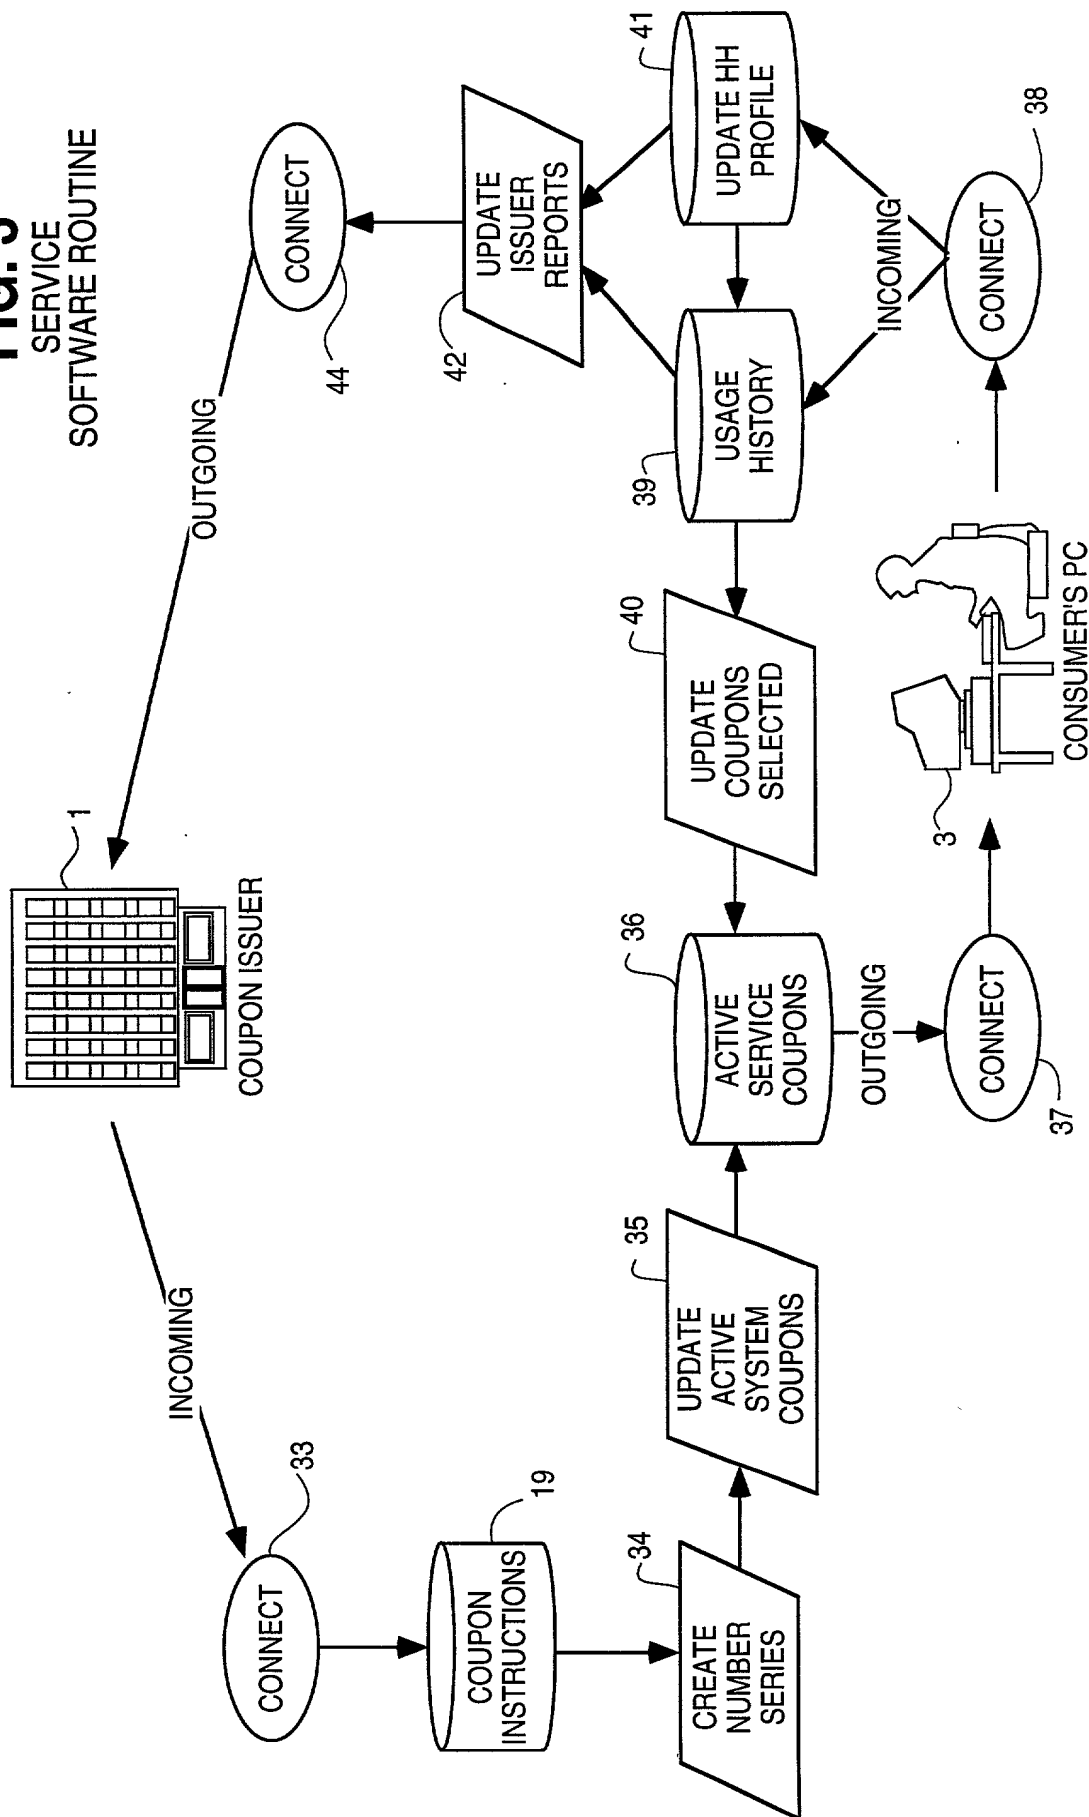 FIG.
SERVICE
SOFTWARE ROUTINE
1
COUPON ISSUER
INCOMING
OUTGOING
33
CONNECT
CONNECT
44
19
COUPON
INSTRUCTIONS
42
UPDATE
ISSUER
REPORTS
34
CREATE
NUMBER
SERIES
35
UPDATE
ACTIVE
SYSTEM
COUPONS
36
ACTIVE
SERVICE
COUPONS
40
UPDATE
COUPONS
SELECTED
39
USAGE
HISTORY
41
UPDATE HH
PROFILE
OUTGOING
INCOMING
37
CONNECT
3
CONSUMER'S PC
CONNECT
38